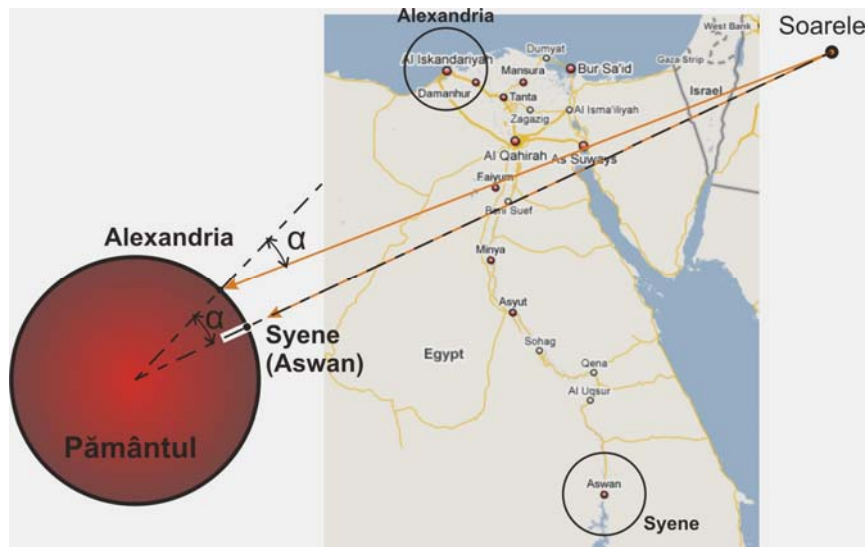 Alexandria
Soarele
Al Iskandariyah
Dumyat
West Bank
Bur Sa'id
Gaza Strip
Mansura
Damanhur
Israel
Tanta
Al Isma'iliyah
Zagazig
Al Qahirah
As Suways
Faiyum
Beni Suef
Alexandria
α
Minya
α
Asyut
Syene
(Aswan)
Sohag
Egypt
Qena
Al Uqsur
Pământul
Aswan
Syene